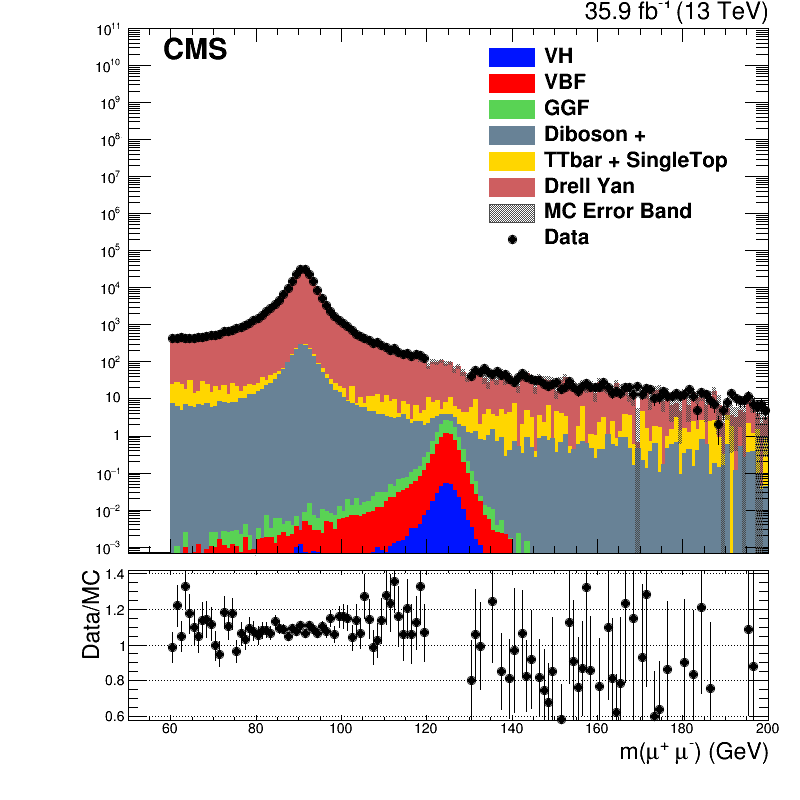 35.9 fb⁻¹ (13 TeV)
CMS
10¹¹
10¹⁰
10⁹
10⁸
10⁷
10⁶
10⁵
10⁴
10³
10²
10
1
10⁻¹
10⁻²
10⁻³
VH
VBF
GGF
Diboson +
TTbar + SingleTop
Drell Yan
MC Error Band
Data
Data/MC
1.4
1.2
1
0.8
0.6
60 80 100 120 140 160 180 200
m(μ⁺ μ⁻) (GeV)